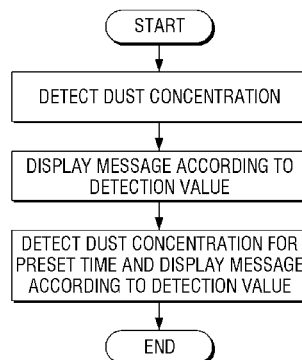 START
DETECT DUST CONCENTRATION
DISPLAY MESSAGE ACCORDING TO
DETECTION VALUE
DETECT DUST CONCENTRATION FOR
PRESET TIME AND DISPLAY MESSAGE
ACCORDING TO DETECTION VALUE
END